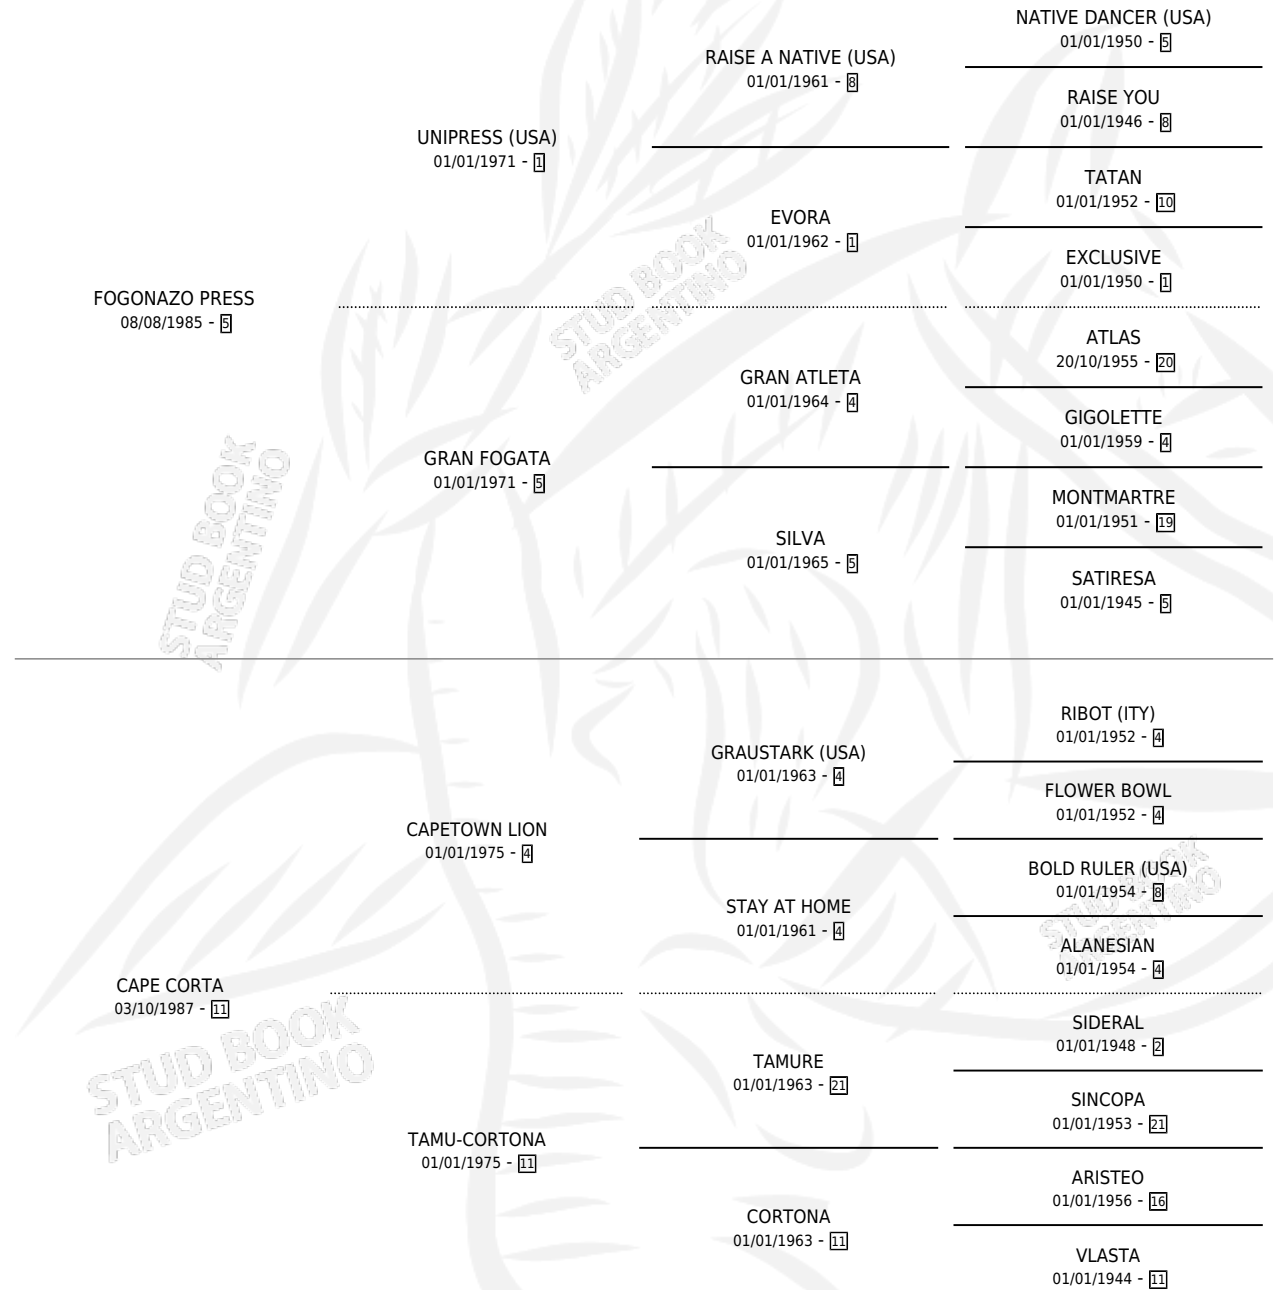 NATIVE DANCER (USA)
01/01/1950 - 5
RAISE A NATIVE (USA)
01/01/1961 - 8
RAISE YOU
01/01/1946 - 8
UNIPRESS (USA)
01/01/1971 - 1
TATAN
01/01/1952 - 10
EVORA
01/01/1962 - 1
EXCLUSIVE
01/01/1950 - 1
FOGONAZO PRESS
08/08/1985 - 5
ATLAS
20/10/1955 - 20
GRAN ATLETA
01/01/1964 - 4
GIGOLETTE
01/01/1959 - 4
GRAN FOGATA
01/01/1971 - 5
MONTMARTRE
01/01/1951 - 19
SILVA
01/01/1965 - 5
SATIRESA
01/01/1945 - 5
STUD BOOK
ARGENTINO
STUD BOOK
ARGENTINO
RIBOT (ITY)
01/01/1952 - 4
GRAUSTARK (USA)
01/01/1963 - 4
FLOWER BOWL
01/01/1952 - 4
CAPETOWN LION
01/01/1975 - 4
BOLD RULER (USA)
01/01/1954 - 8
STAY AT HOME
01/01/1961 - 4
ALANESIAN
01/01/1954 - 4
CAPE CORTA
03/10/1987 - 11
SIDERAL
01/01/1948 - 2
TAMURE
01/01/1963 - 21
SINCOPA
01/01/1953 - 21
TAMU-CORTONA
01/01/1975 - 11
ARISTEO
01/01/1956 - 16
CORTONA
01/01/1963 - 11
VLASTA
01/01/1944 - 11
STUD BOOK
ARGENTINO
STUD BOOK
ARGENTINO